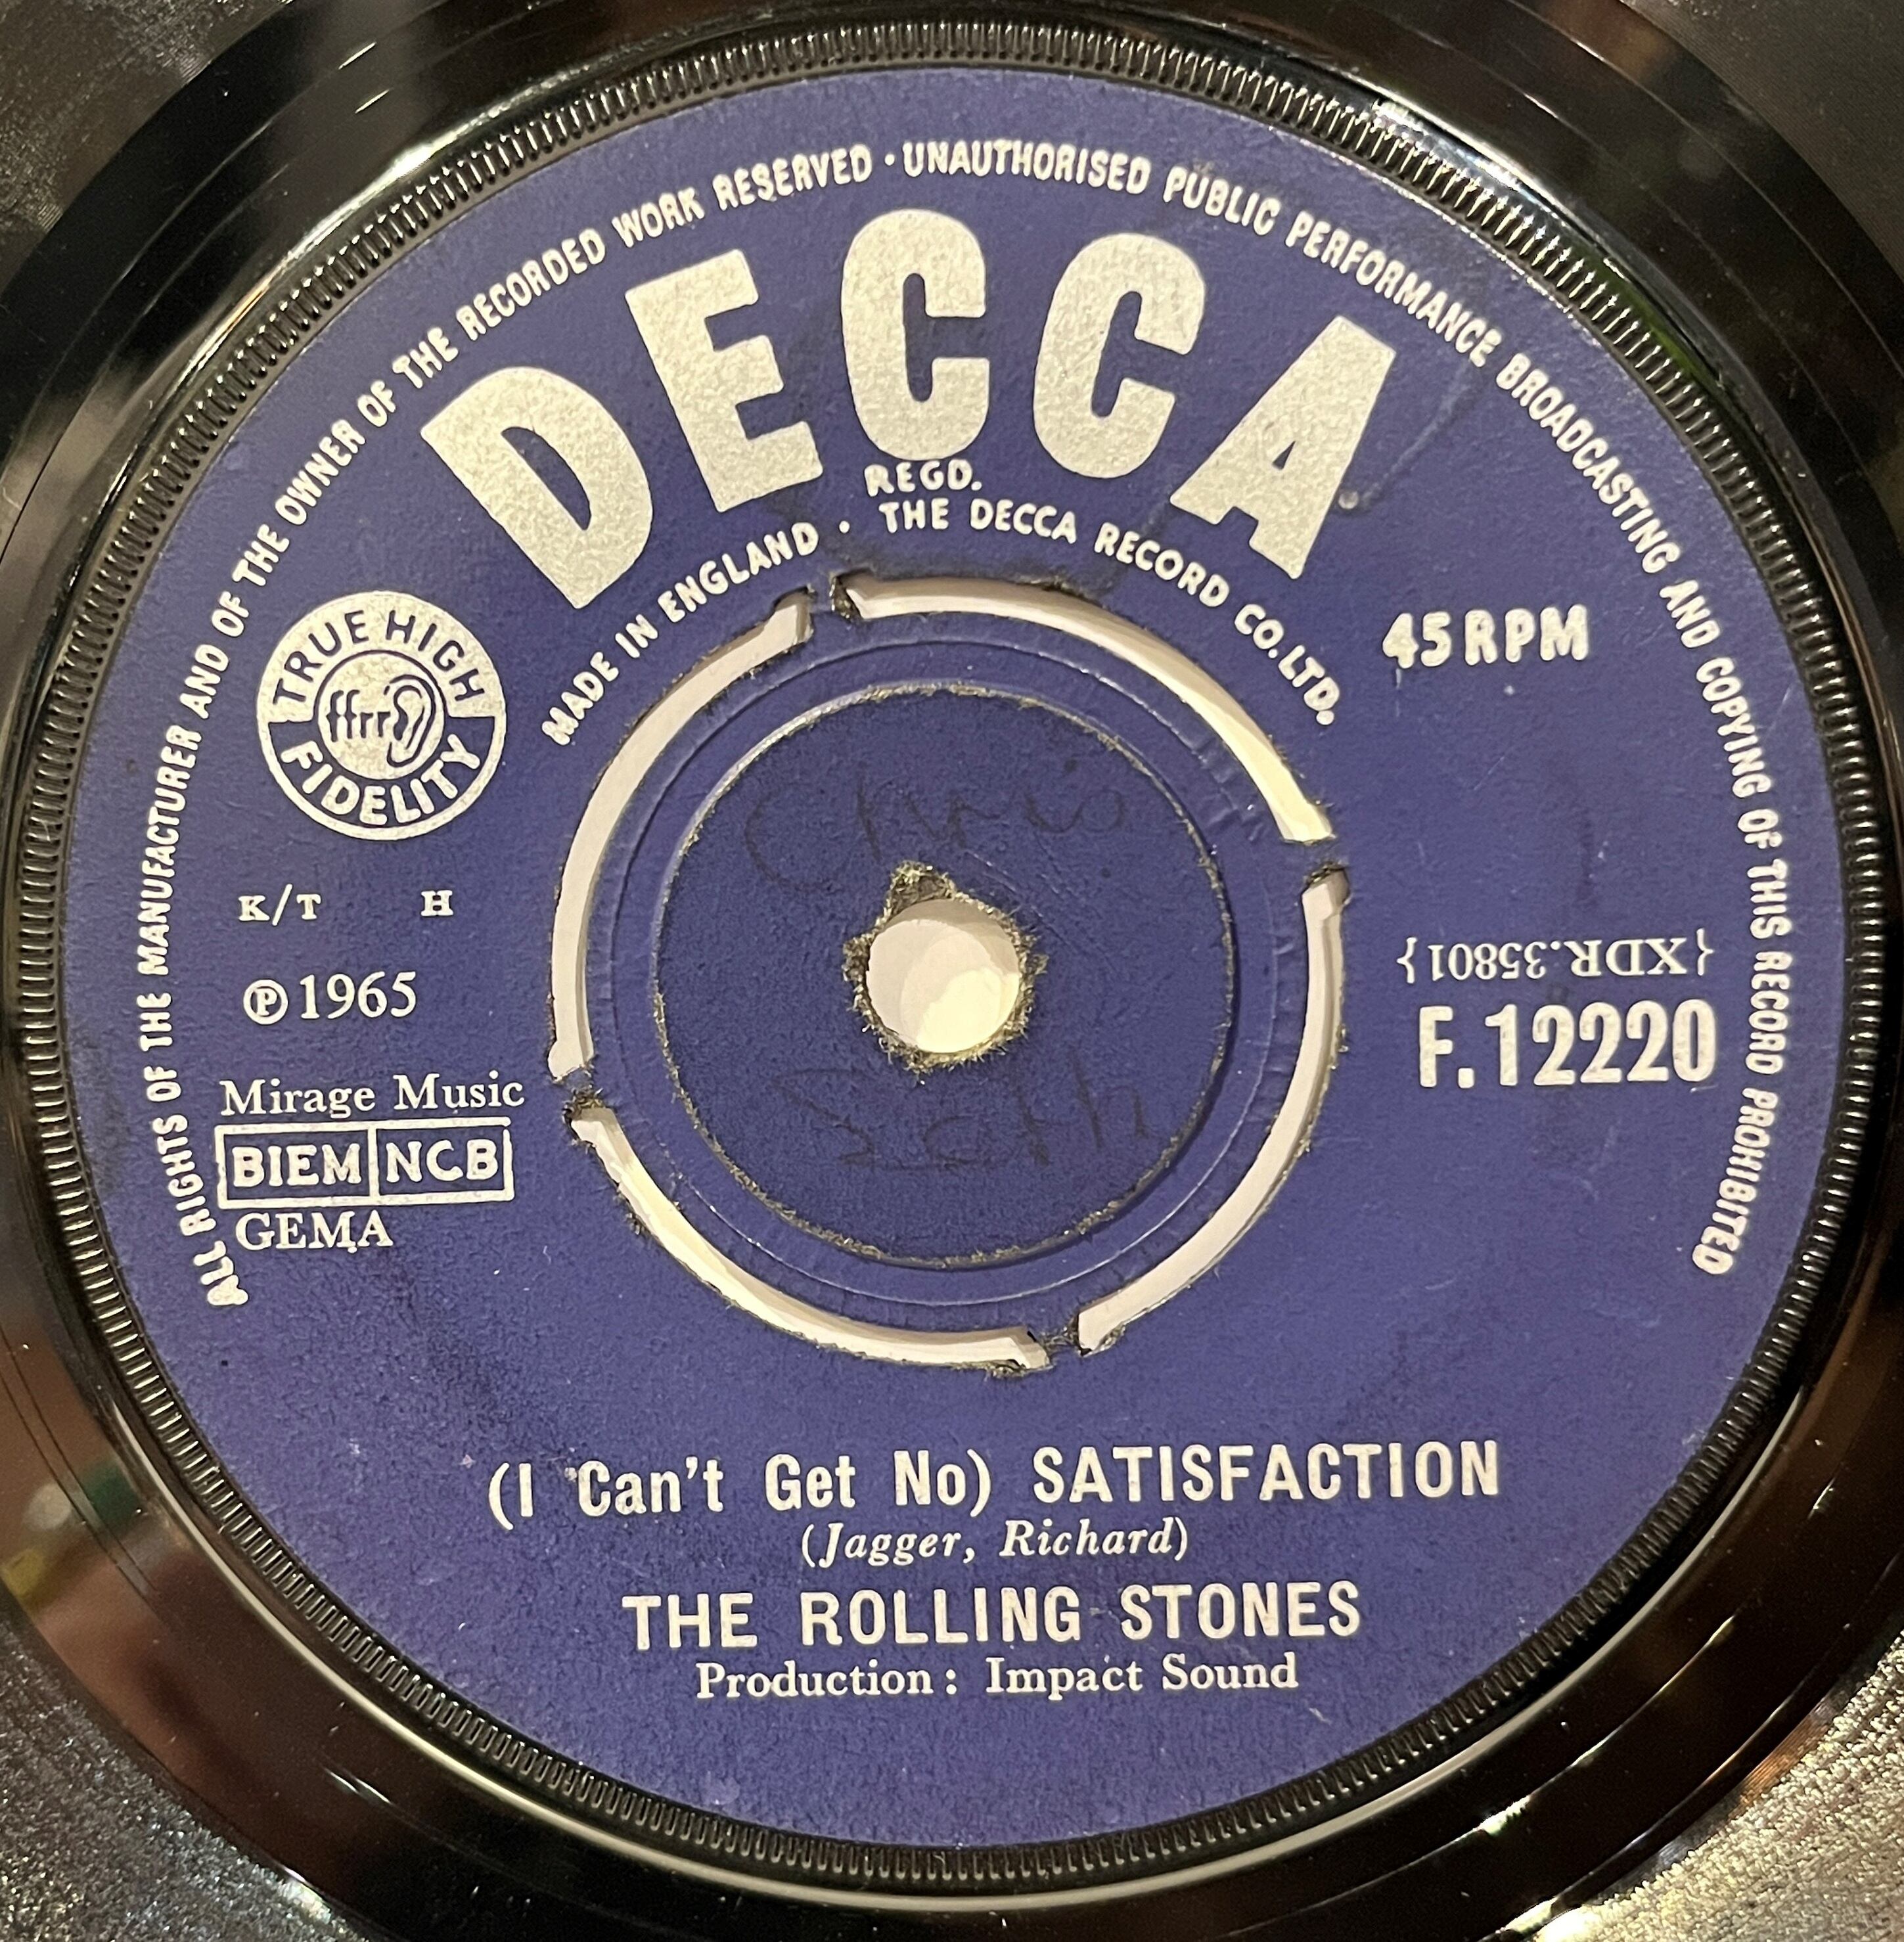 ALL RIGHTS OF THE MANUFACTURER AND OF THE OWNER OF THE RECORDED WORK RESERVED · UNAUTHORISED PUBLIC PERFORMANCE BROADCASTING AND COPYING OF THIS RECORD PROHIBITED
DECCA
REGD.
MADE IN ENGLAND · THE DECCA RECORD CO. LTD.
TRUE HIGH
ffrr
FIDELITY
45 RPM
K/T H
℗ 1965
{XDR.35801}
F.12220
Mirage Music
BIEM NCB
GEMA
Chris
(I Can't Get No) SATISFACTION
(Jagger, Richard)
THE ROLLING STONES
Production: Impact Sound